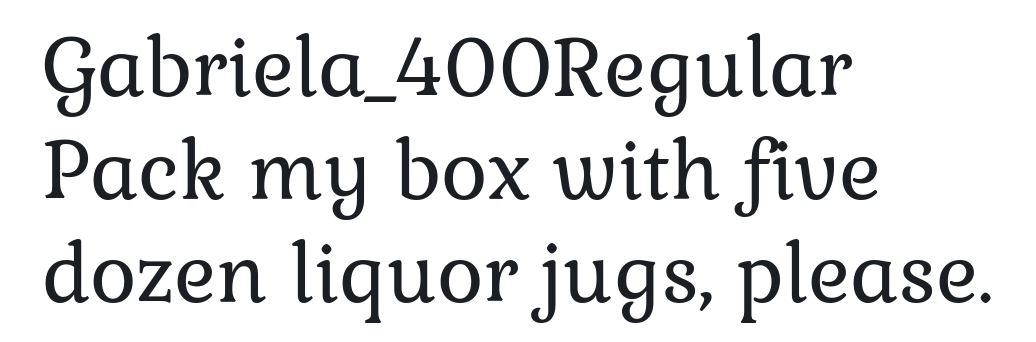 Gabriela_400Regular
Pack my box with five
dozen liquor jugs, please.